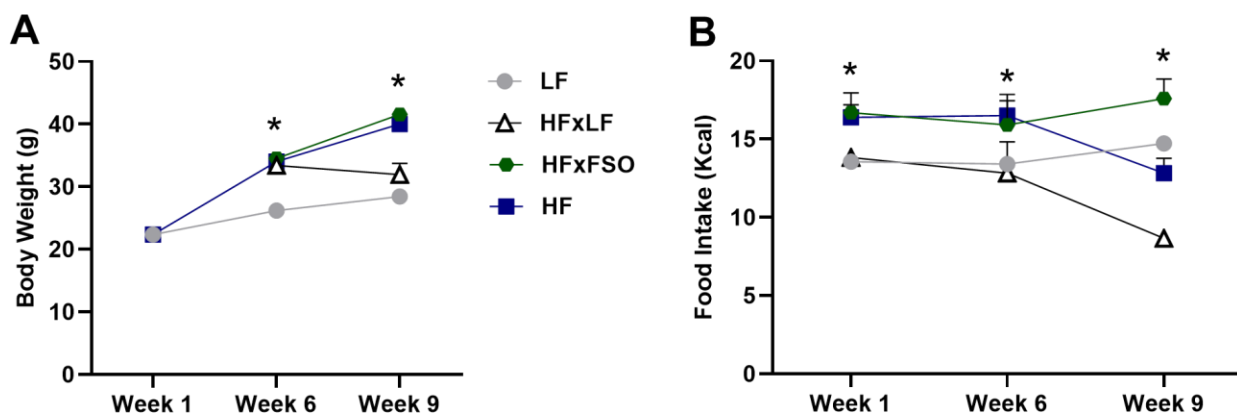 A
Body Weight (g)
50
40
30
20
10
0
*
*
Week 1 Week 6 Week 9
LF
HFxLF
HFxFSO
HF
B
Food Intake (Kcal)
20
15
10
5
0
*
*
*
Week 1 Week 6 Week 9